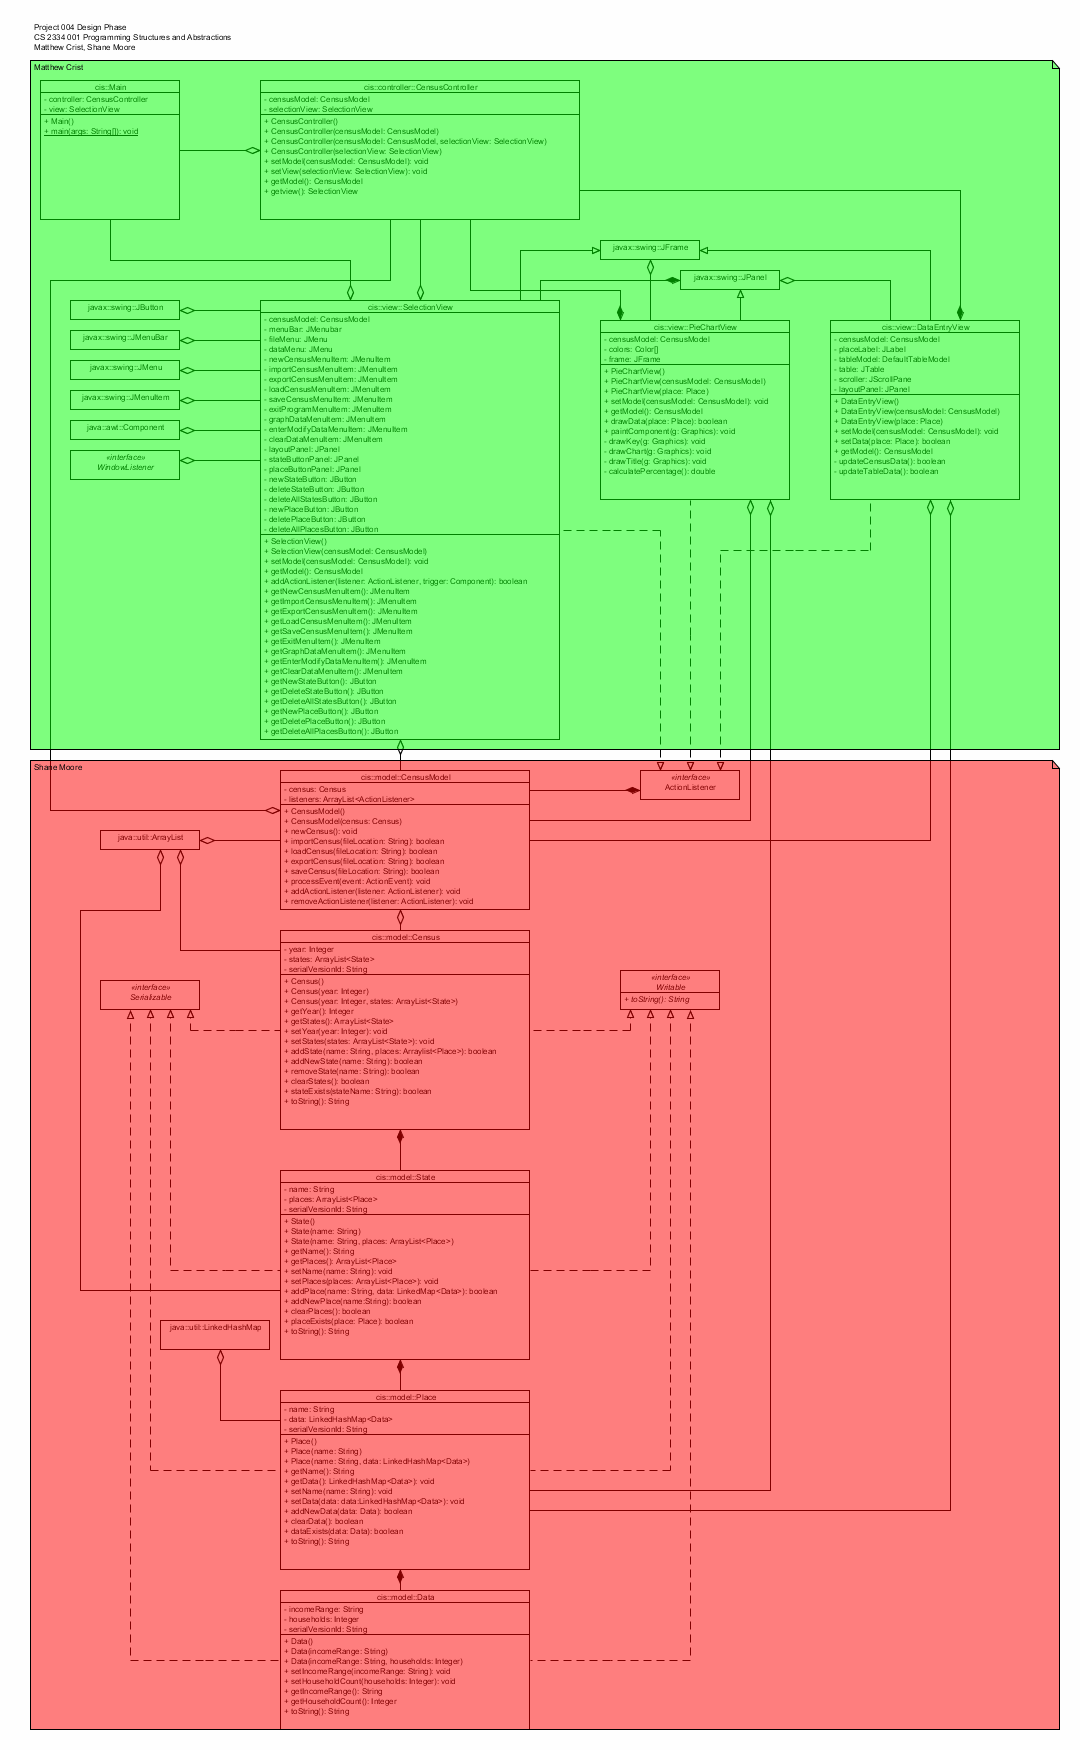 Project 004 Design Phase
CS 2334 001 Programming Structures and Abstractions
Matthew Crist, Shane Moore
Matthew Crist
cis::Main
- controller: CensusController
- view: SelectionView
+ Main()
+ main(args: String[]): void
cis::controller::CensusController
- censusModel: CensusModel
- selectionView: SelectionView
+ CensusController()
+ CensusController(censusModel: CensusModel)
+ CensusController(censusModel: CensusModel, selectionView: SelectionView)
+ CensusController(selectionView: SelectionView)
+ setModel(censusModel: CensusModel): void
+ setView(selectionView: SelectionView): void
+ getModel(): CensusModel
+ getview(): SelectionView
javax::swing::JFrame
javax::swing::JPanel
javax::swing::JButton
javax::swing::JMenuBar
javax::swing::JMenu
javax::swing::JMenuItem
java::awt::Component
«interface»
WindowListener
cis::view::SelectionView
- censusModel: CensusModel
- menuBar: JMenubar
- fileMenu: JMenu
- dataMenu: JMenu
- newCensusMenuItem: JMenuItem
- importCensusMenuItem: JMenuItem
- exportCensusMenuItem: JMenuItem
- loadCensusMenuItem: JMenuItem
- saveCensusMenuItem: JMenuItem
- exitProgramMenuItem: JMenuItem
- graphDataMenuItem: JMenuItem
- enterModifyDataMenuItem: JMenuItem
- clearDataMenuItem: JMenuItem
- layoutPanel: JPanel
- stateButtonPanel: JPanel
- placeButtonPanel: JPanel
- newStateButton: JButton
- deleteStateButton: JButton
- deleteAllStatesButton: JButton
- newPlaceButton: JButton
- deletePlaceButton: JButton
- deleteAllPlacesButton: JButton
+ SelectionView()
+ SelectionView(censusModel: CensusModel)
+ setModel(censusModel: CensusModel): void
+ getModel(): CensusModel
+ addActionListener(listener: ActionListener, trigger: Component): boolean
+ getNewCensusMenuItem(): JMenuItem
+ getImportCensusMenuItem(): JMenuItem
+ getExportCensusMenuItem(): JMenuItem
+ getLoadCensusMenuItem(): JMenuItem
+ getSaveCensusMenuItem(): JMenuItem
+ getExitMenuItem(): JMenuItem
+ getGraphDataMenuItem(): JMenuItem
+ getEnterModifyDataMenuItem(): JMenuItem
+ getClearDataMenuItem(): JMenuItem
+ getNewStateButton(): JButton
+ getDeleteStateButton(): JButton
+ getDeleteAllStatesButton(): JButton
+ getNewPlaceButton(): JButton
+ getDeletePlaceButton(): JButton
+ getDeleteAllPlacesButton(): JButton
cis::view::PieChartView
- censusModel: CensusModel
- colors: Color[]
- frame: JFrame
+ PieChartView()
+ PieChartView(censusModel: CensusModel)
+ PieChartView(place: Place)
+ setModel(censusModel: CensusModel): void
+ getModel(): CensusModel
+ drawData(place: Place): boolean
+ paintComponent(g: Graphics): void
- drawKey(g: Graphics): void
- drawChart(g: Graphics): void
- drawTitle(g: Graphics): void
- calculatePercentage(): double
cis::view::DataEntryView
- censusModel: CensusModel
- placeLabel: JLabel
- tableModel: DefaultTableModel
- table: JTable
- scroller: JScrollPane
- layoutPanel: JPanel
+ DataEntryView()
+ DataEntryView(censusModel: CensusModel)
+ DataEntryView(place: Place)
+ setModel(censusModel: CensusModel): void
+ setData(place: Place): boolean
+ getModel(): CensusModel
- updateCensusData(): boolean
- updateTableData(): boolean
Shane Moore
cis::model::CensusModel
- census: Census
- listeners: ArrayList<ActionListener>
+ CensusModel()
+ CensusModel(census: Census)
+ newCensus(): void
+ importCensus(fileLocation: String): boolean
+ loadCensus(fileLocation: String): boolean
+ exportCensus(fileLocation: String): boolean
+ saveCensus(fileLocation: String): boolean
+ processEvent(event: ActionEvent): void
+ addActionListener(listener: ActionListener): void
+ removeActionListener(listener: ActionListener): void
«interface»
ActionListener
java::util::ArrayList
cis::model::Census
- year: Integer
- states: ArrayList<State>
- serialVersionId: String
+ Census()
+ Census(year: Integer)
+ Census(year: Integer, states: ArrayList<State>)
+ getYear(): Integer
+ getStates(): ArrayList<State>
+ setYear(year: Integer): void
+ setStates(states: ArrayList<State>): void
+ addState(name: String, places: Arraylist<Place>): boolean
+ addNewState(name: String): boolean
+ removeState(name: String): boolean
+ clearStates(): boolean
+ stateExists(stateName: String): boolean
+ toString(): String
«interface»
Serializable
«interface»
Writable
+ toString(): String
cis::model::State
- name: String
- places: ArrayList<Place>
- serialVersionId: String
+ State()
+ State(name: String)
+ State(name: String, places: ArrayList<Place>)
+ getName(): String
+ getPlaces(): ArrayList<Place>
+ setName(name: String): void
+ setPlaces(places: ArrayList<Place>): void
+ addPlace(name: String, data: LinkedMap<Data>): boolean
+ addNewPlace(name:String): boolean
+ clearPlaces(): boolean
+ placeExists(place: Place): boolean
+ toString(): String
java::util::LinkedHashMap
cis::model::Place
- name: String
- data: LinkedHashMap<Data>
- serialVersionId: String
+ Place()
+ Place(name: String)
+ Place(name: String, data: LinkedHashMap<Data>)
+ getName(): String
+ getData(): LinkedHashMap<Data>): void
+ setName(name: String): void
+ setData(data: data:LinkedHashMap<Data>): void
+ addNewData(data: Data): boolean
+ clearData(): boolean
+ dataExists(data: Data): boolean
+ toString(): String
cis::model::Data
- incomeRange: String
- households: Integer
- serialVersionId: String
+ Data()
+ Data(incomeRange: String)
+ Data(incomeRange: String, households: Integer)
+ setIncomeRange(incomeRange: String): void
+ setHouseholdCount(households: Integer): void
+ getIncomeRange(): String
+ getHouseholdCount(): Integer
+ toString(): String